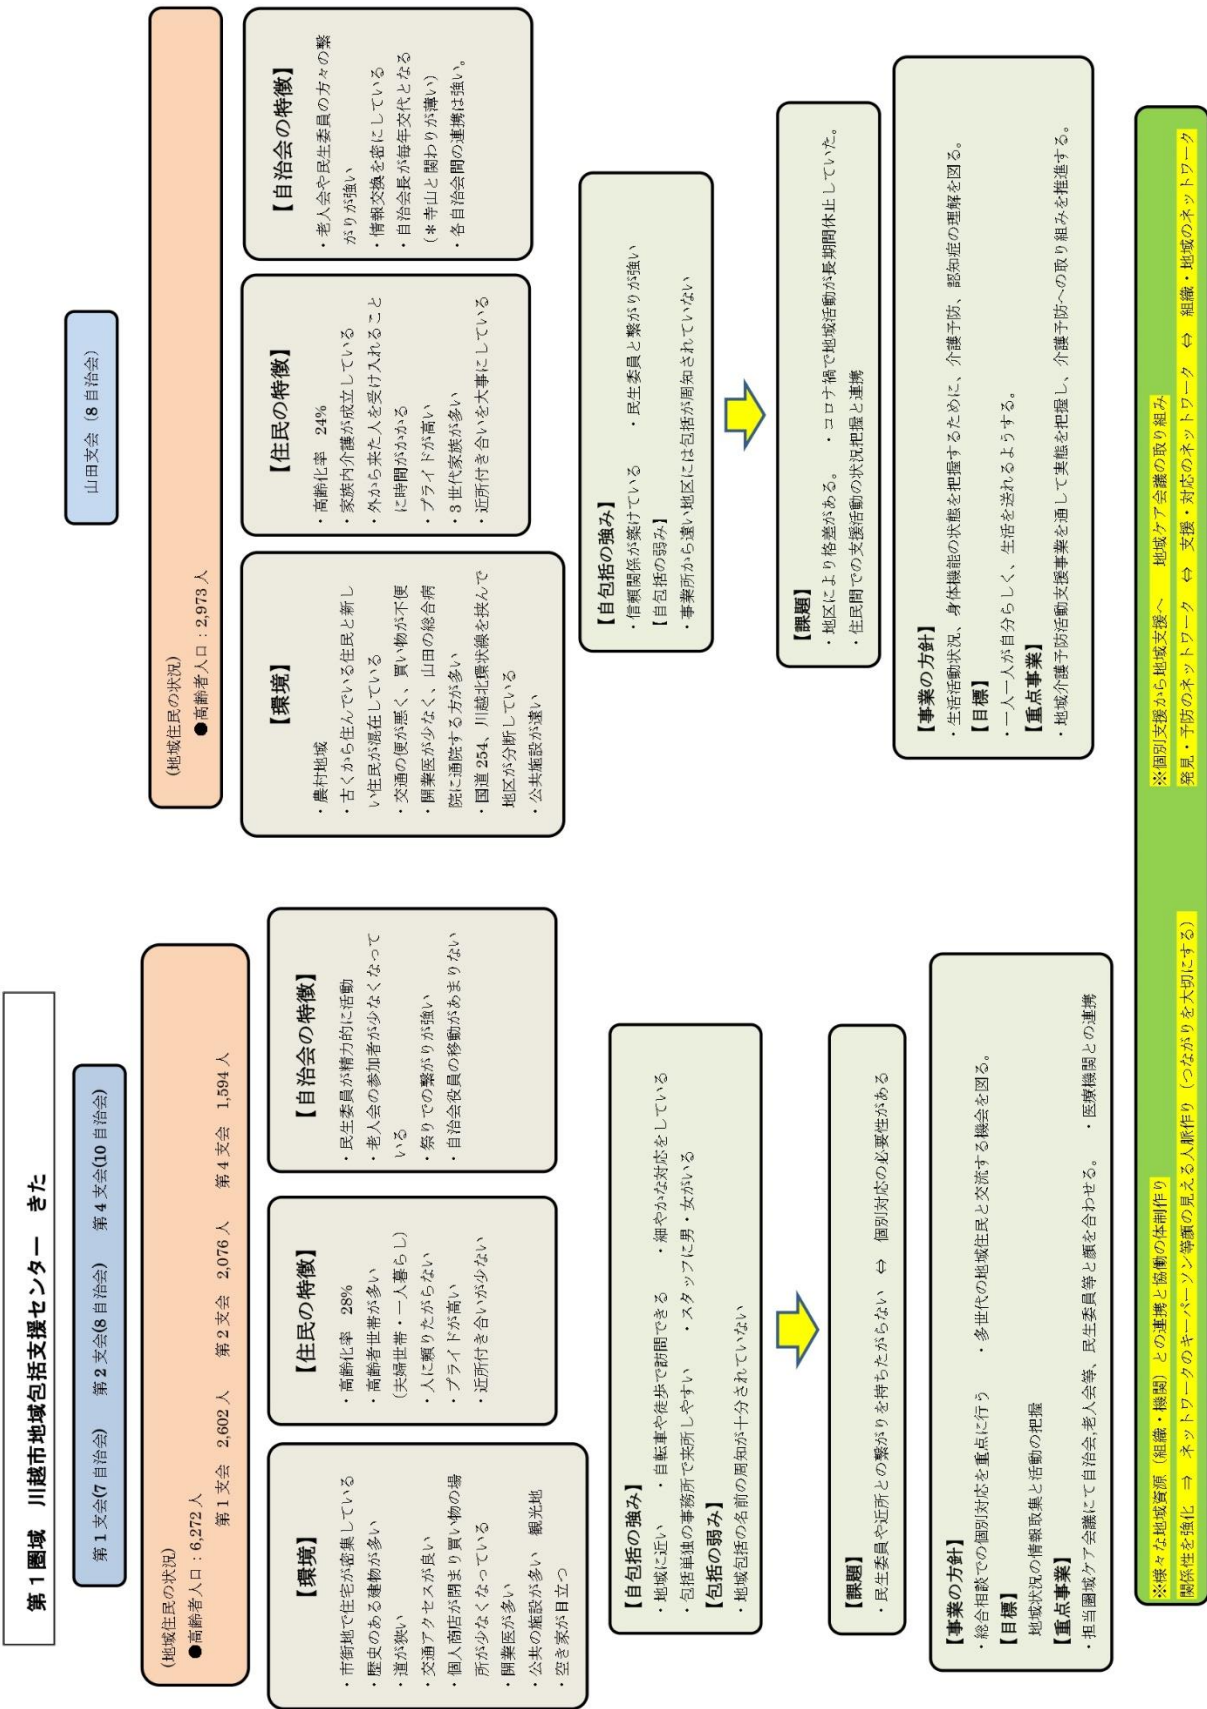 第１圏域　川越市地域包括支援センター　きた
第１支会(7 自治会)　第２支会(8 自治会)　第４支会(10 自治会)
(地域住民の状況)
●高齢者人口：6,272 人
第１支会　2,602 人　第２支会　2,076 人　第４支会　1,594 人
【環境】
・市街地で住宅が密集している
・歴史のある建物が多い
・道が狭い
・交通アクセスが良い
・個人商店が閉まり買い物の場
所が少なくなっている
・開業医が多い
・公共の施設が多い　観光地
・空き家が目立つ
【住民の特徴】
・高齢化率　28%
・高齢者世帯が多い
(夫婦世帯・一人暮らし)
・人に頼りたがらない
・プライドが高い
・近所付き合いが少ない
【自治会の特徴】
・民生委員が精力的に活動
・老人会の参加者が少なくなって
いる
・祭りでの繋がりが強い
・自治会役員の移動があまりない
【自包括の強み】
・地域に近い　・自転車や徒歩で訪問できる　・細やかな対応をしている
・包括単独の事務所で来所しやすい　・スタッフに男・女がいる
【包括の弱み】
・地域包括の名前の周知が十分されていない
【課題】
・民生委員や近所との繋がりを持ちたがらない　⇔　個別対応の必要性がある
【事業の方針】
・総合相談での個別対応を重点に行う　・多世代の地域住民と交流する機会を図る。
【目標】
地域状況の情報取集と活動の把握
【重点事業】
・担当圏域ケア会議にて自治会,老人会等、民生委員等と顔を合わせる。　・医療機関との連携
山田支会（8 自治会）
(地域住民の状況)
●高齢者人口：2,973 人
【環境】
・農村地域
・古くから住んでいる住民と新し
い住民が混在している
・交通の便が悪く、買い物が不便
・開業医が少なく、山田の総合病
院に通院する方が多い
・国道 254、川越北環状線を挟んで
地区が分断している
・公共施設が遠い
【住民の特徴】
・高齢化率　24%
・家族内介護が成立している
・外から来た人を受け入れること
に時間がかかる
・プライドが高い
・3 世代家族が多い
・近所付き合いを大事にしている
【自治会の特徴】
・老人会や民生委員の方々の繋
がりが強い
・情報交換を密にしている
・自治会長が毎年交代となる
(＊寺山と関わりが薄い)
・各自治会間の連携は強い。
【自包括の強み】
・信頼関係が築けている　・民生委員と繋がりが強い
【自包括の弱み】
・事業所から遠い地区には包括が周知されていない
【課題】
・地区により格差がある。　・コロナ禍で地域活動が長期間休止していた。
・住民間での支援活動の状況把握と連携
【事業の方針】
・生活活動状況、身体機能の状態を把握するために、介護予防、認知症の理解を図る。
【目標】
・一人一人が自分らしく、生活を送れるようする。
【重点事業】
・地域介護予防活動支援事業を通して実態を把握し、介護予防への取り組みを推進する。
※様々な地域資源（組織・機関）との連携と協働の体制作り　※個別支援から地域支援へ　地域ケア会議の取り組み
関係性を強化　⇒　ネットワークのキーパーソン等顔の見える人脈作り（つながりを大切にする）　発見・予防のネットワーク　⇔　支援・対応のネットワーク　⇔　組織・地域のネットワーク